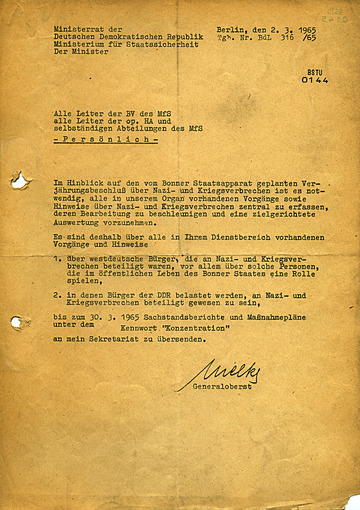 Ministerrat der
Deutschen Demokratischen Republik
Ministerium für Staatssicherheit
Der Minister
Berlin, den 2. 3. 1965
Tgb. Nr. BdL 316 /65
BSTU
0144
Alle Leiter der BV des MfS
alle Leiter der op. HA und
selbständigen Abteilungen des MfS
- P e r s ö n l i c h -
Im Hinblick auf den vom Bonner Staatsapparat geplanten Ver-
jährungsbeschluß über Nazi- und Kriegsverbrechen ist es not-
wendig, alle in unserem Organ vorhandenen Vorgänge sowie
Hinweise über Nazi- und Kriegsverbrechen zentral zu erfassen,
deren Bearbeitung zu beschleunigen und eine zielgerichtete
Auswertung vorzunehmen.
Es sind deshalb über alle in Ihrem Dienstbereich vorhandenen
Vorgänge und Hinweise
1. über westdeutsche Bürger, die an Nazi- und Kriegsver-
brechen beteiligt waren, vor allem über solche Personen,
die im öffentlichen Leben des Bonner Staates eine Rolle
spielen,
2. in denen Bürger der DDR belastet werden, an Nazi- und
Kriegsverbrechen beteiligt gewesen zu sein,
bis zum 30. 3. 1965 Sachstandsberichte und Maßnahmepläne
unter dem
Kennwort "Konzentration"
an mein Sekretariat zu übersenden.
Mielke
Generaloberst